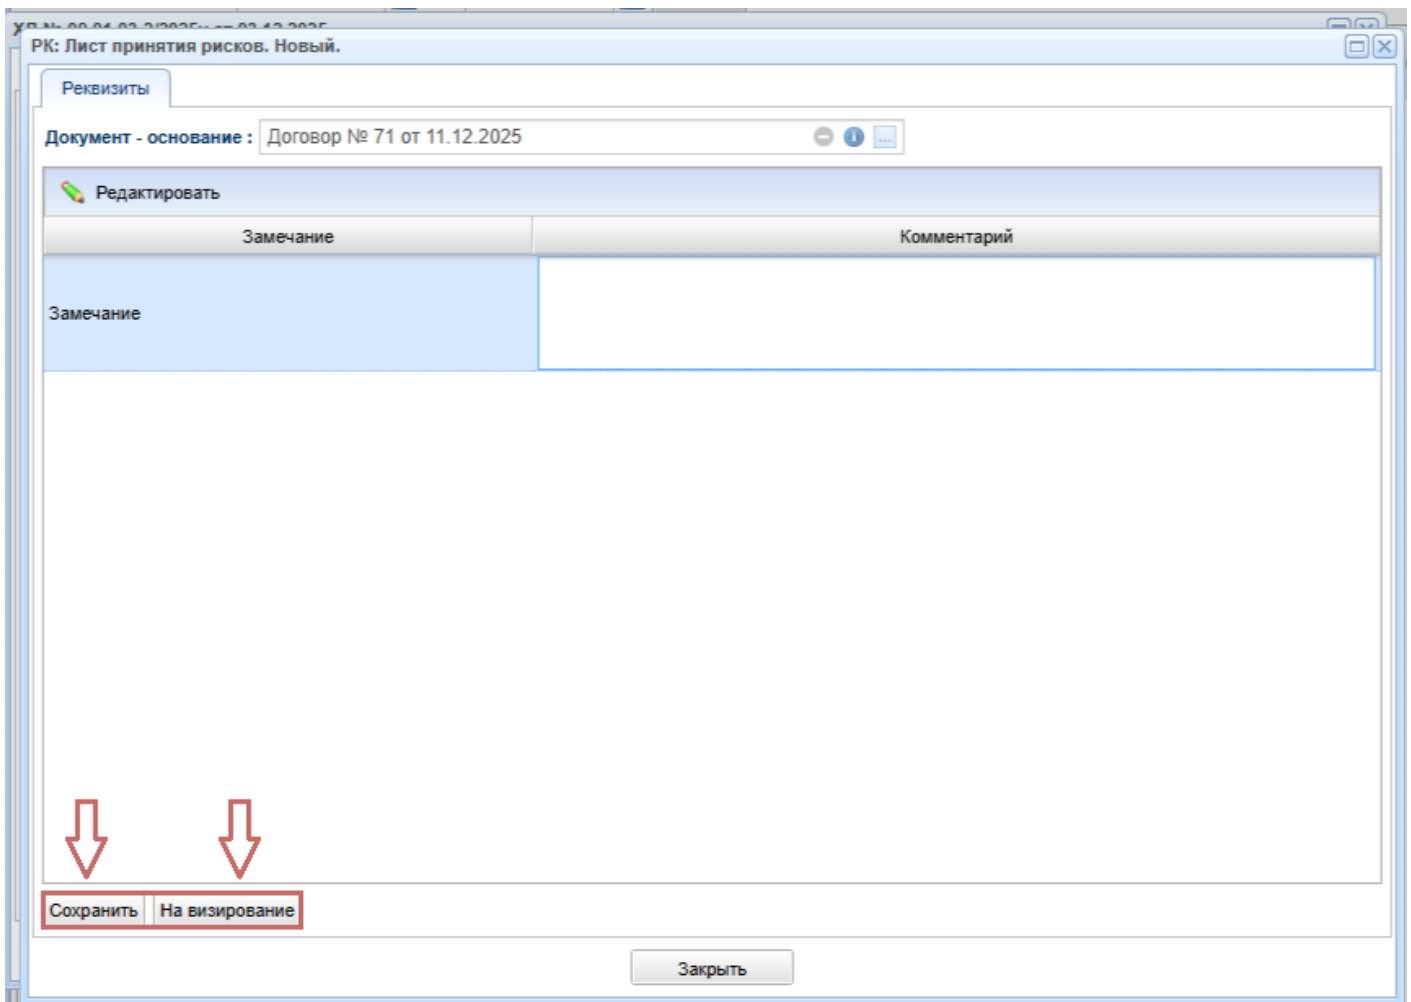 РК: Лист принятия рисков. Новый.
Реквизиты
Документ - основание : Договор № 71 от 11.12.2025
Редактировать
Замечание Комментарий
Замечание
Сохранить На визирование
Закрыть